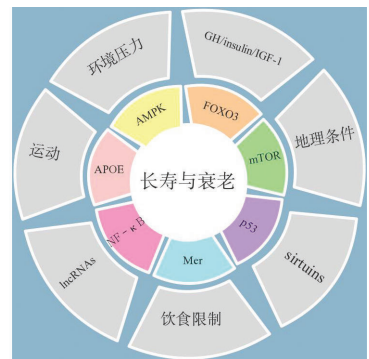 环境压力
GH/insulin/IGF-1
地理条件
sirtuins
饮食限制
lncRNAs
运动
AMPK
FOXO3
mTOR
p53
Mer
NF-κB
APOE
长寿与衰老